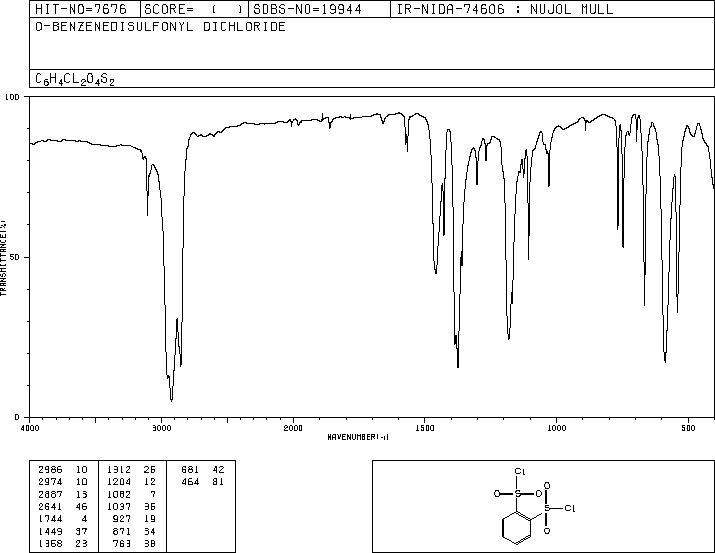 HIT-NO=7676 SCORE= ( ) SDBS-NO=19944 IR-NIDA-74606 : NUJOL MULL
O-BENZENEDISULFONYL DICHLORIDE
C6H4CL2O4S2
100
50
0
TRANSMITTANCE(%)
4000 3000 2000 1500 1000 500
WAVENUMBER(-1)
2986 10 1312 26 681 42
2974 10 1204 12 464 81
2887 13 1082 7
2641 46 1037 36
1744 4 927 19
1449 37 871 34
1368 23 763 38
Cl
O S O O
S Cl
O